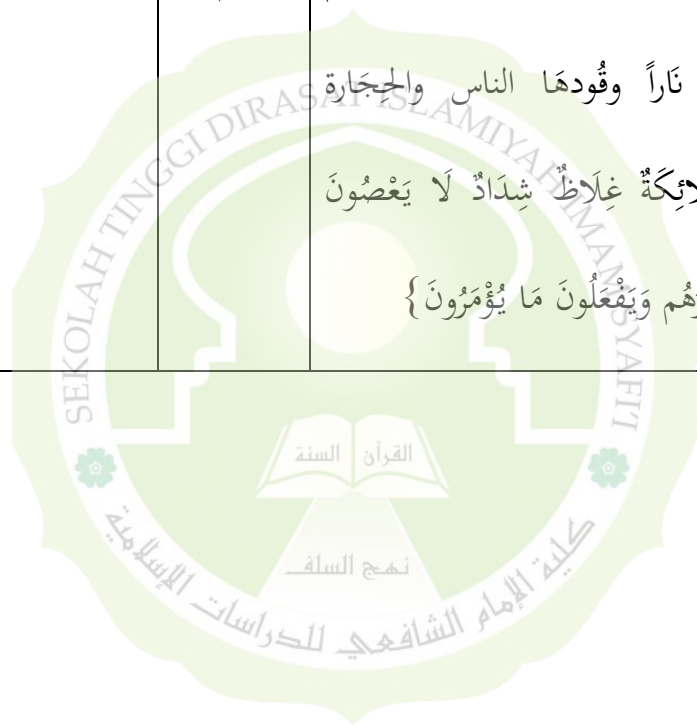 نَاراً وقُودهَا الناس والحِجَارة
غِلَاظٌ شِدَادٌ لَا يَعْصُونَ
وَيَفْعَلُونَ مَا يُؤْمَرُونَ}
SEKOLAH TINGGI DIRASAT ISLAMIYAH IMAM SYAFI'I
القرآن السنة
نهج السلف
كلية الإمام الشافعي للدراسات الإسلامية